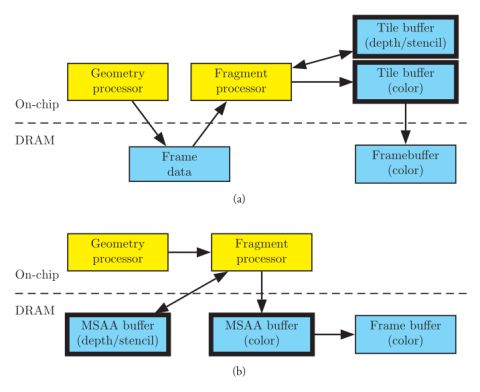 Tile buffer
(depth/stencil)
Geometry
processor
Fragment
processor
Tile buffer
(color)
On-chip
DRAM
Frame
data
Framebuffer
(color)
(a)
Geometry
processor
Fragment
processor
On-chip
DRAM
MSAA buffer
(depth/stencil)
MSAA buffer
(color)
Frame buffer
(color)
(b)